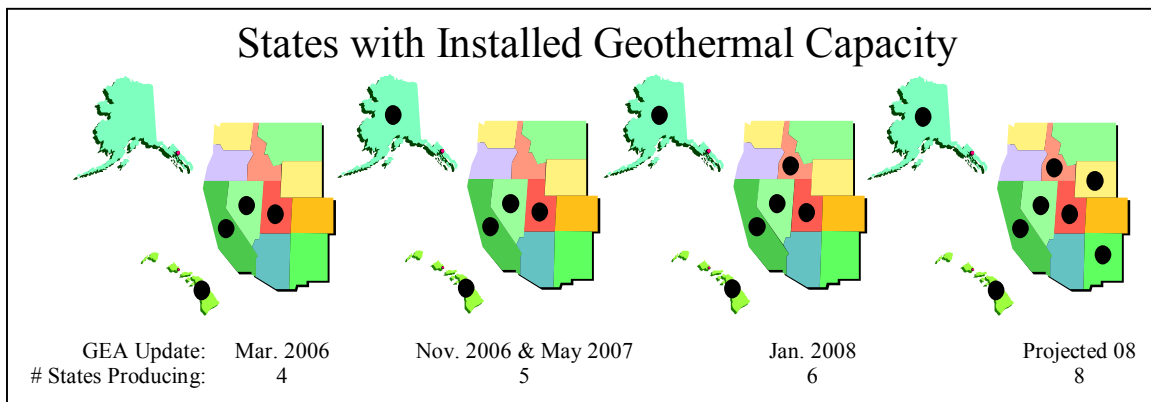 States with Installed Geothermal Capacity
GEA Update: Mar. 2006 Nov. 2006 & May 2007 Jan. 2008 Projected 08
# States Producing: 4 5 6 8